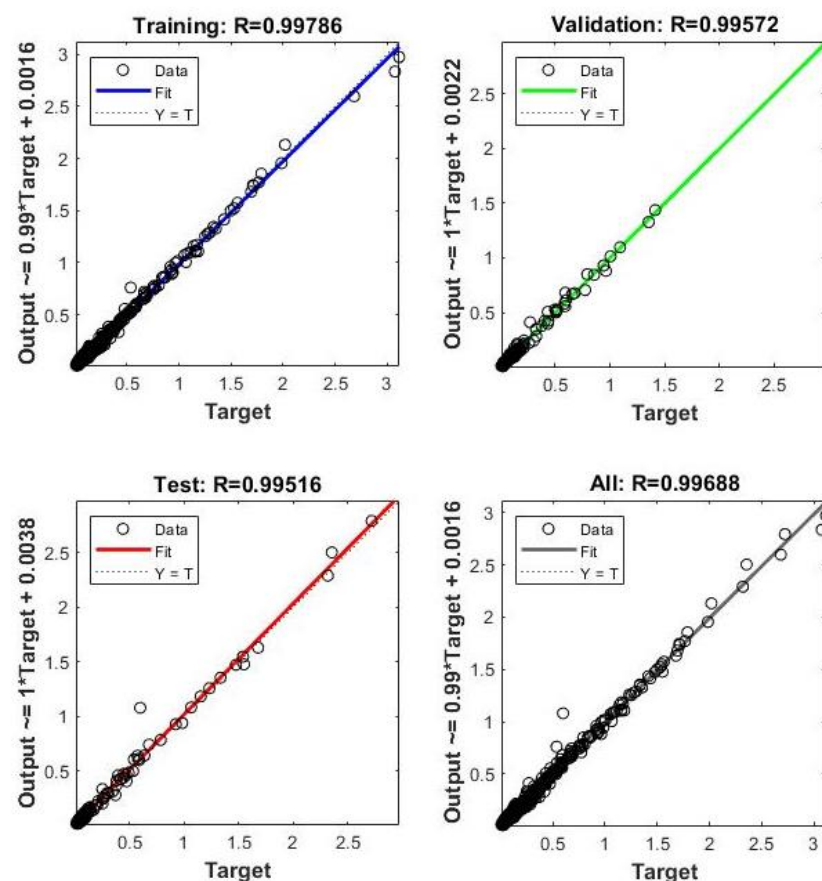 Training: R=0.99786
Output ~= 0.99*Target + 0.0016
3
2.5
2
1.5
1
0.5
Data
Fit
Y = T
0.5 1 1.5 2 2.5 3
Target
Validation: R=0.99572
Output ~= 1*Target + 0.0022
2.5
2
1.5
1
0.5
Data
Fit
Y = T
0.5 1 1.5 2 2.5
Target
Test: R=0.99516
Output ~= 1*Target + 0.0038
2.5
2
1.5
1
0.5
Data
Fit
Y = T
0.5 1 1.5 2 2.5
Target
All: R=0.99688
Output ~= 0.99*Target + 0.0016
3
2.5
2
1.5
1
0.5
Data
Fit
Y = T
0.5 1 1.5 2 2.5 3
Target